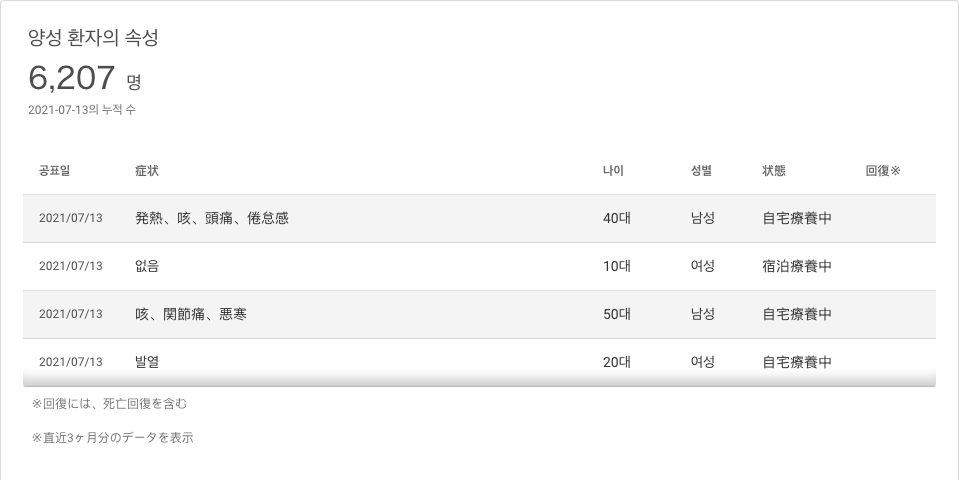 양성 환자의 속성
6,207 명
2021-07-13의 누적 수
공표일 症状 나이 성별 状態 回復※
2021/07/13 発熱、咳、頭痛、倦怠感 40대 남성 自宅療養中
2021/07/13 없음 10대 여성 宿泊療養中
2021/07/13 咳、関節痛、悪寒 50대 남성 自宅療養中
2021/07/13 발열 20대 여성 自宅療養中
※回復には、死亡回復を含む
※直近3ヶ月分のデータを表示